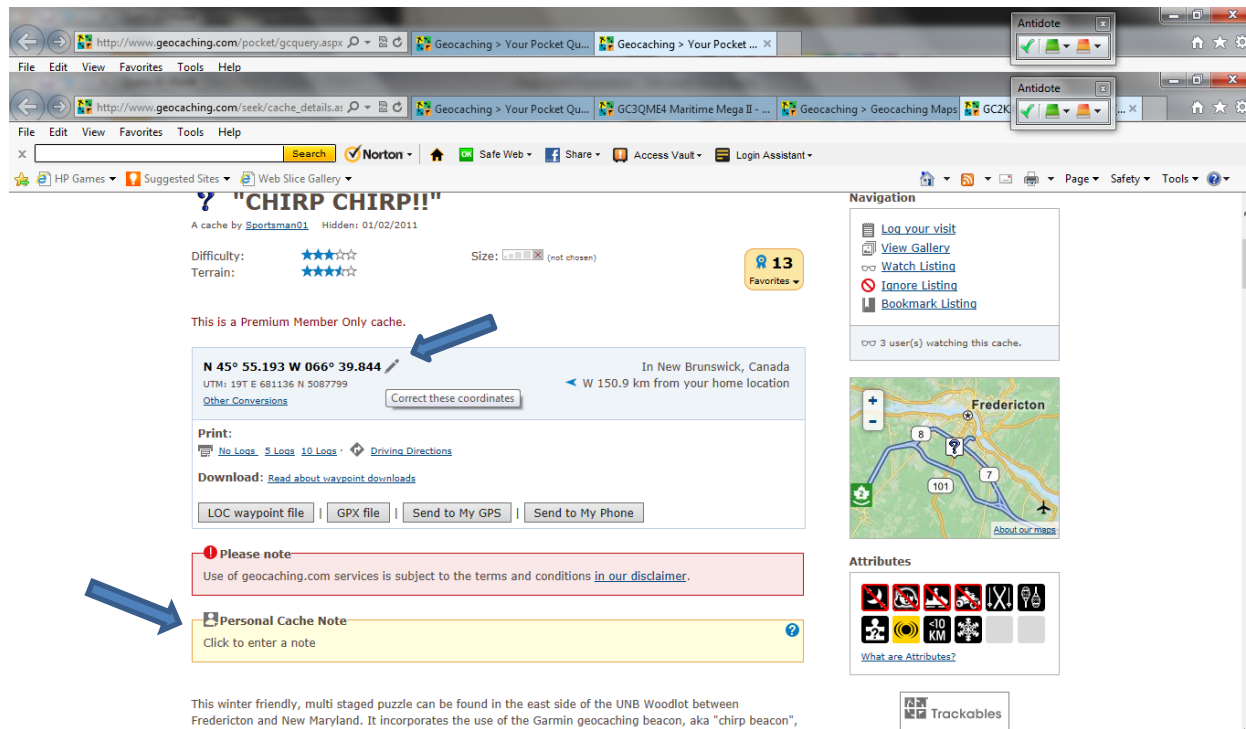 Antidote
http://www.geocaching.com/pocket/gcquery.aspx
Geocaching > Your Pocket Qu...
Geocaching > Your Pocket ...
File Edit View Favorites Tools Help
Antidote
http://www.geocaching.com/seek/cache_details.a
Geocaching > Your Pocket Qu...
GC3QME4 Maritime Mega II - ...
Geocaching > Geocaching Maps
GC2K
File Edit View Favorites Tools Help
Search Norton Safe Web Share Access Vault Login Assistant
HP Games Suggested Sites Web Slice Gallery Page Safety Tools
"CHIRP CHIRP!!"
A cache by Sportsman01 Hidden: 01/02/2011
Difficulty:
Terrain:
Size: (not chosen)
13
Favorites
This is a Premium Member Only cache.
N 45° 55.193 W 066° 39.844
UTM: 19T E 681136 N 5087799
Other Conversions
Correct these coordinates
In New Brunswick, Canada
W 150.9 km from your home location
Print:
No Logs 5 Logs 10 Logs · Driving Directions
Download: Read about waypoint downloads
LOC waypoint file | GPX file | Send to My GPS | Send to My Phone
Please note
Use of geocaching.com services is subject to the terms and conditions in our disclaimer.
Personal Cache Note
Click to enter a note
This winter friendly, multi staged puzzle can be found in the east side of the UNB Woodlot between
Fredericton and New Maryland. It incorporates the use of the Garmin geocaching beacon, aka "chirp beacon",
Navigation
Log your visit
View Gallery
Watch Listing
Ignore Listing
Bookmark Listing
3 user(s) watching this cache.
+
-
Fredericton
8
7
101
2
About our maps
Attributes
<10
KM
What are Attributes?
Trackables